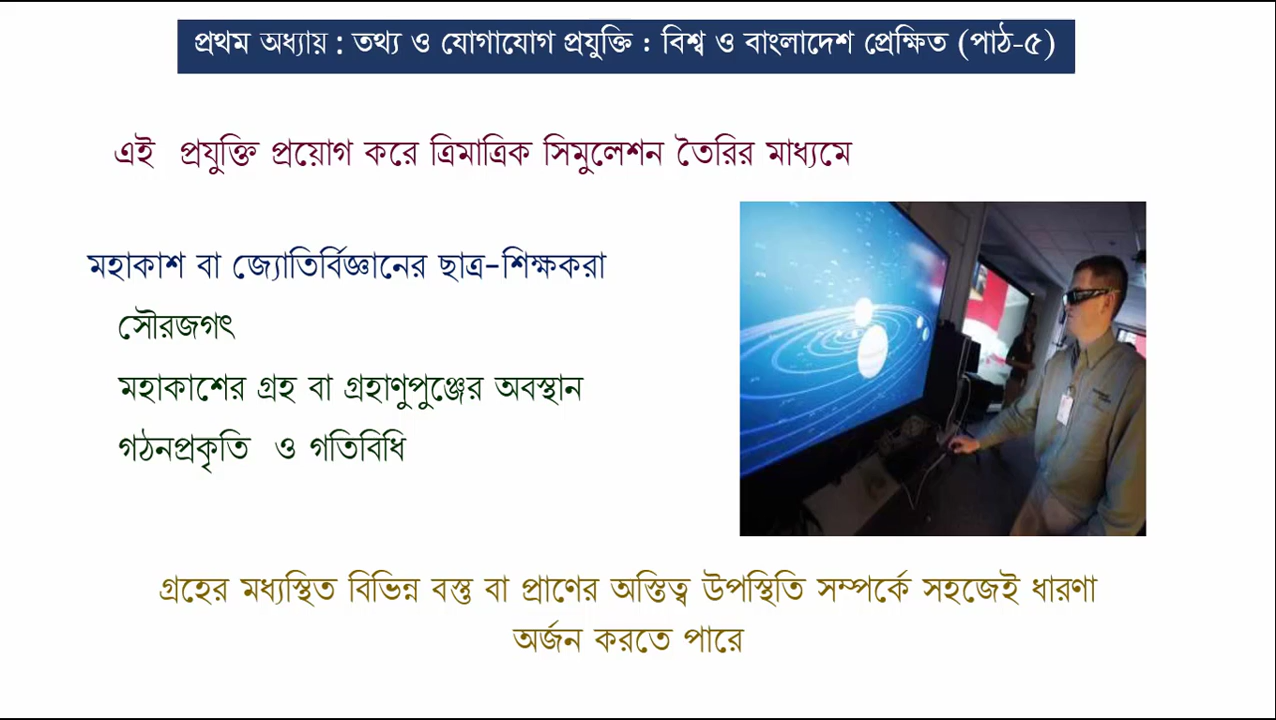 প্রথম অধ্যায় : তথ্য ও যোগাযোগ প্রযুক্তি : বিশ্ব ও বাংলাদেশ প্রেক্ষিত (পাঠ-৫)
এই প্রযুক্তি প্রয়োগ করে ত্রিমাত্রিক সিমুলেশন তৈরির মাধ্যমে
মহাকাশ বা জ্যোতির্বিজ্ঞানের ছাত্র-শিক্ষকরা
সৌরজগৎ
মহাকাশের গ্রহ বা গ্রহাণুপুঞ্জের অবস্থান
গঠনপ্রকৃতি ও গতিবিধি
গ্রহের মধ্যস্থিত বিভিন্ন বস্তু বা প্রাণের অস্তিত্ব উপস্থিতি সম্পর্কে সহজেই ধারণা
অর্জন করতে পারে